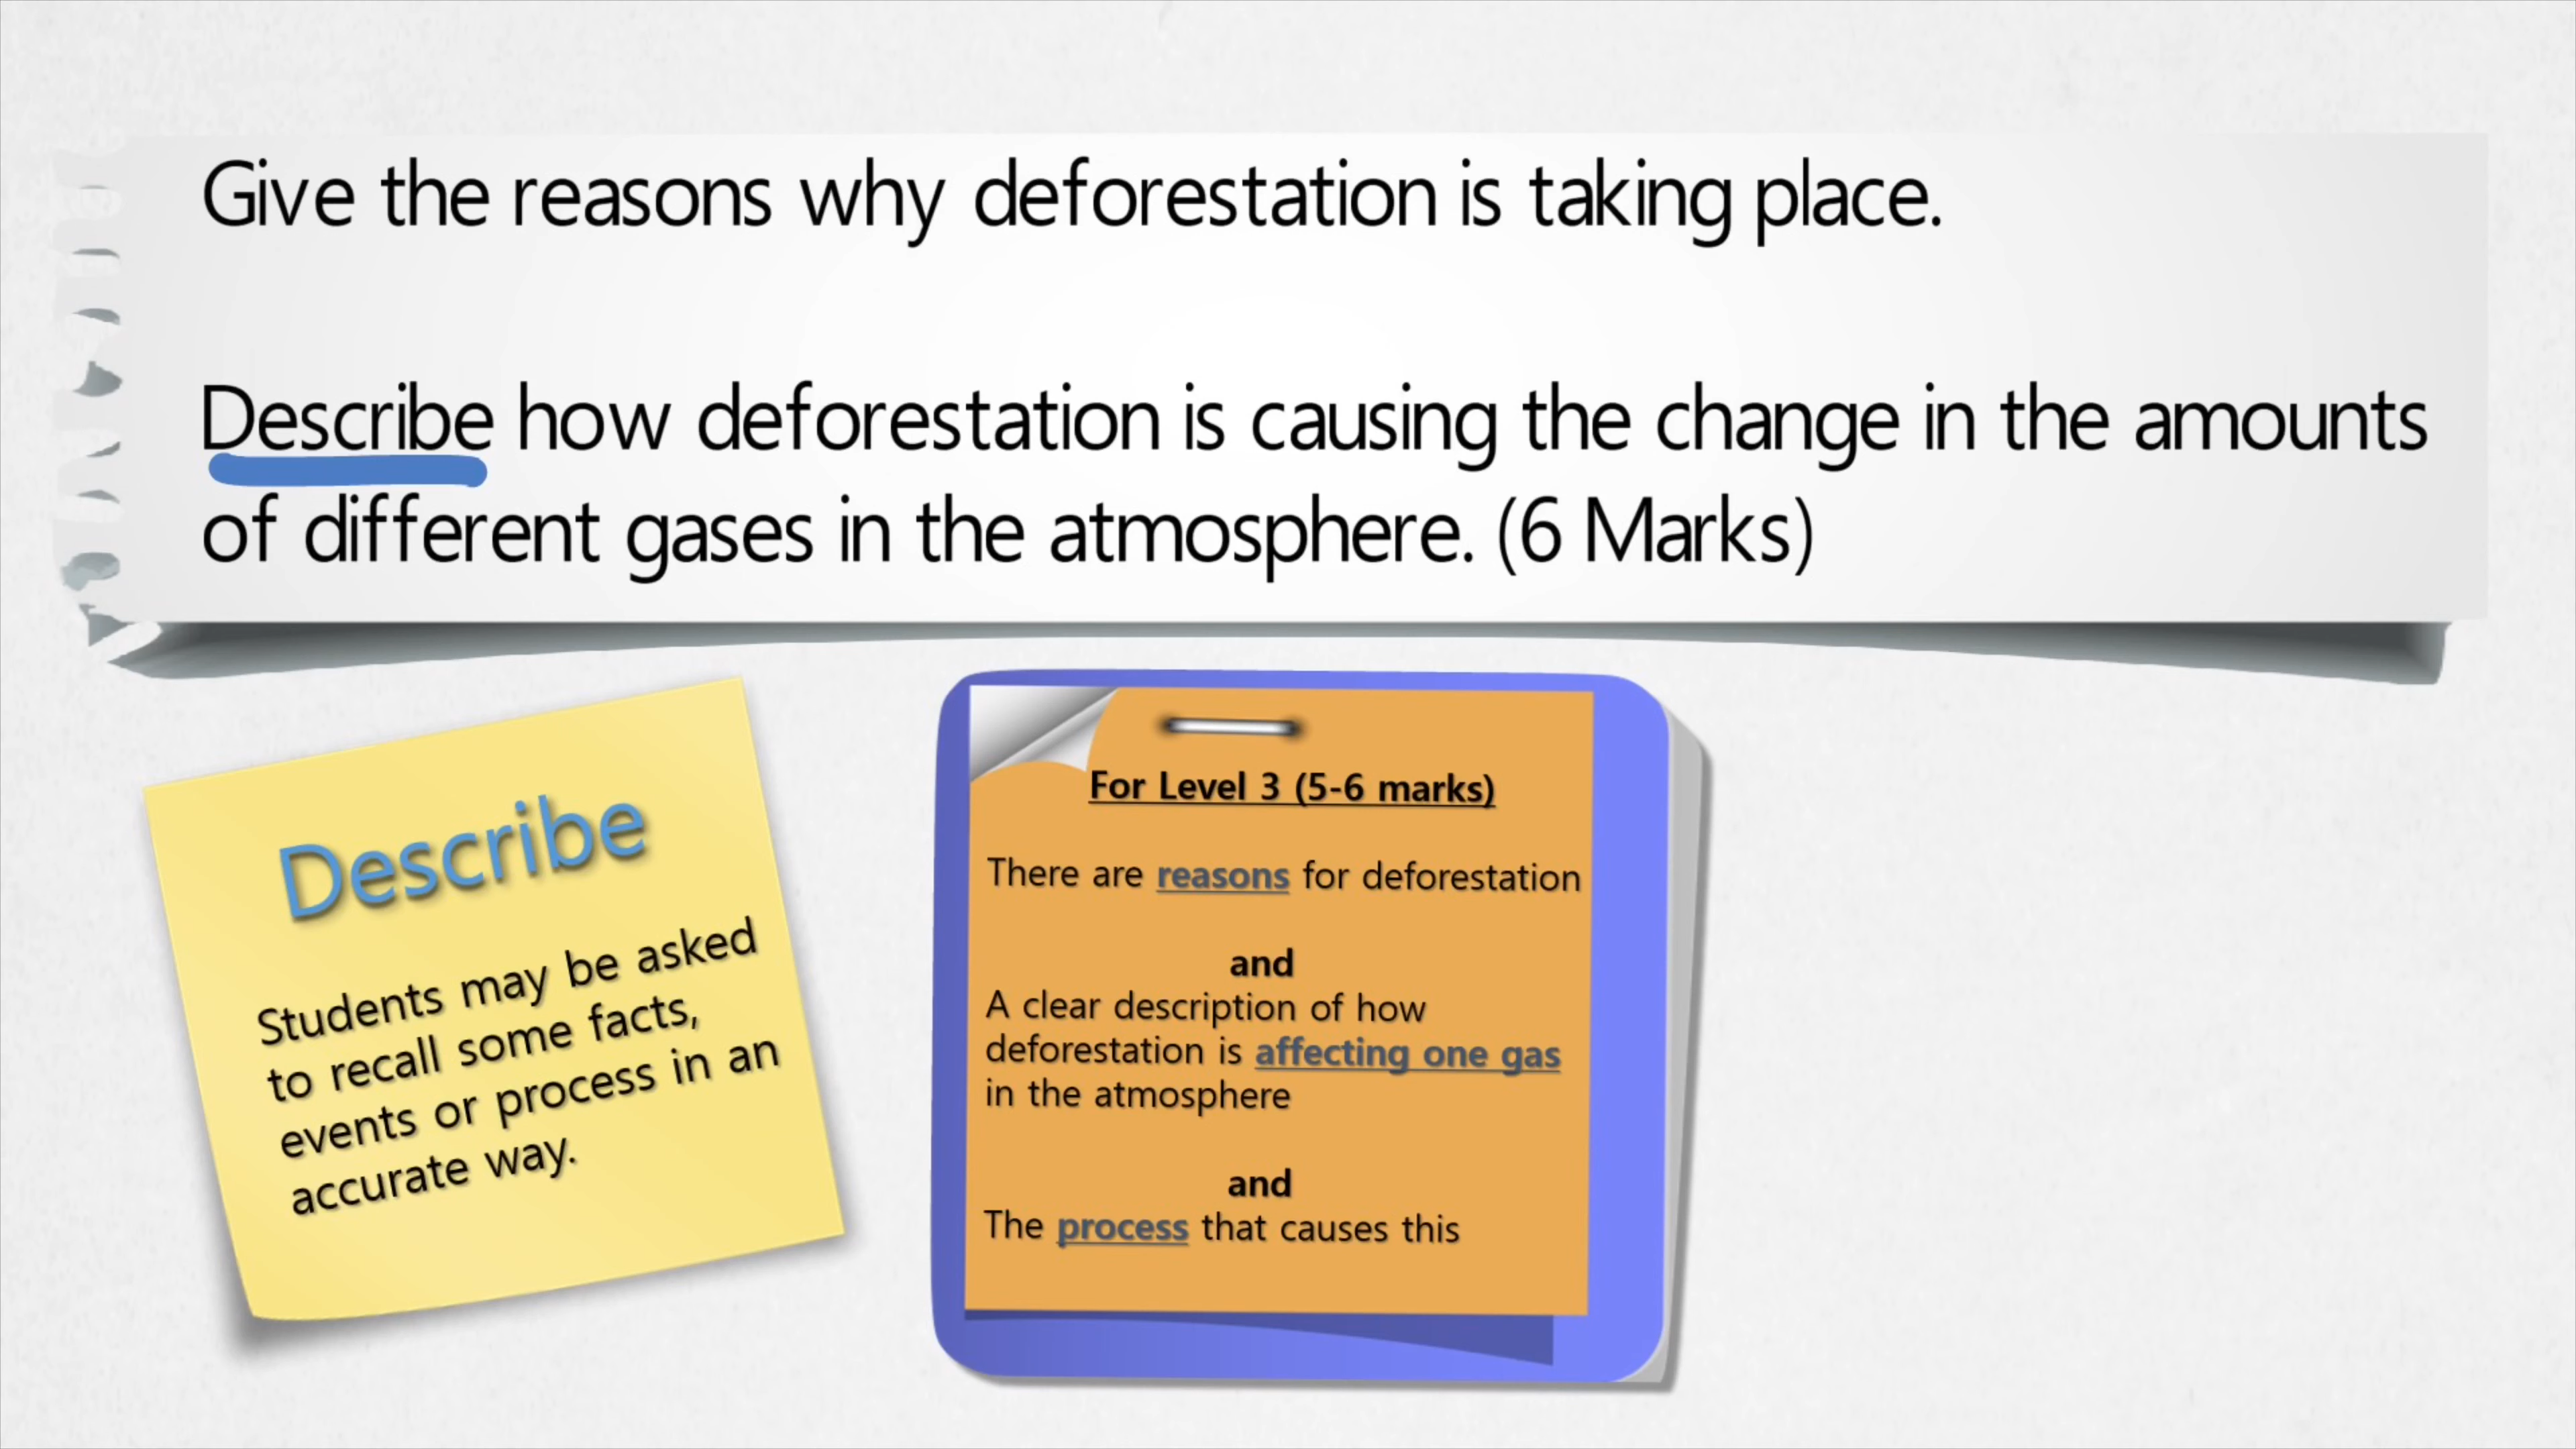 Give the reasons why deforestation is taking place.
Describe how deforestation is causing the change in the amounts
of different gases in the atmosphere. (6 Marks)
Describe
Students may be asked
to recall some facts,
events or process in an
accurate way.
For Level 3 (5-6 marks)
There are reasons for deforestation
and
A clear description of how
deforestation is affecting one gas
in the atmosphere
and
The process that causes this